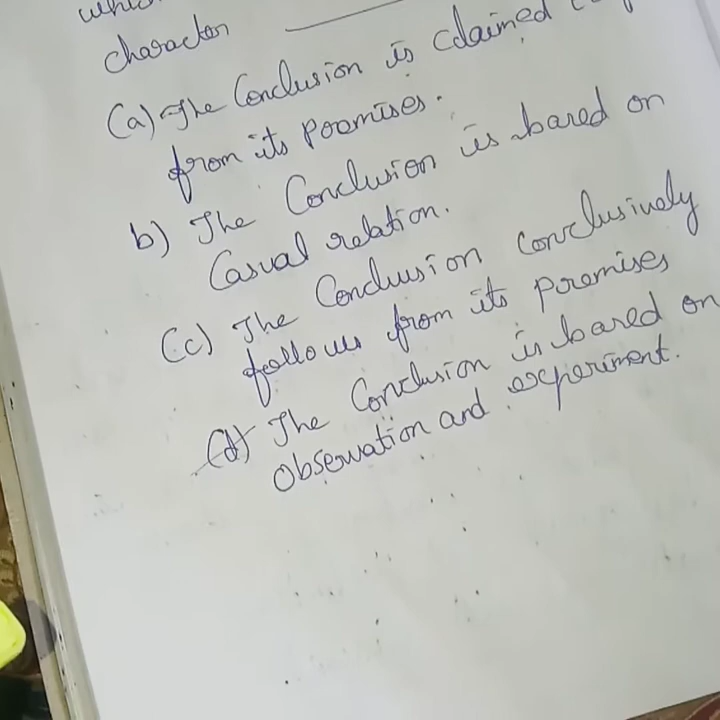 character
(a) The Conclusion is claimed
from its premises.
b) The Conclusion is based on
Casual relation.
(c) The Conclusion conclusively
follows from its premises
(d) The Conclusion is based on
Observation and experiment.